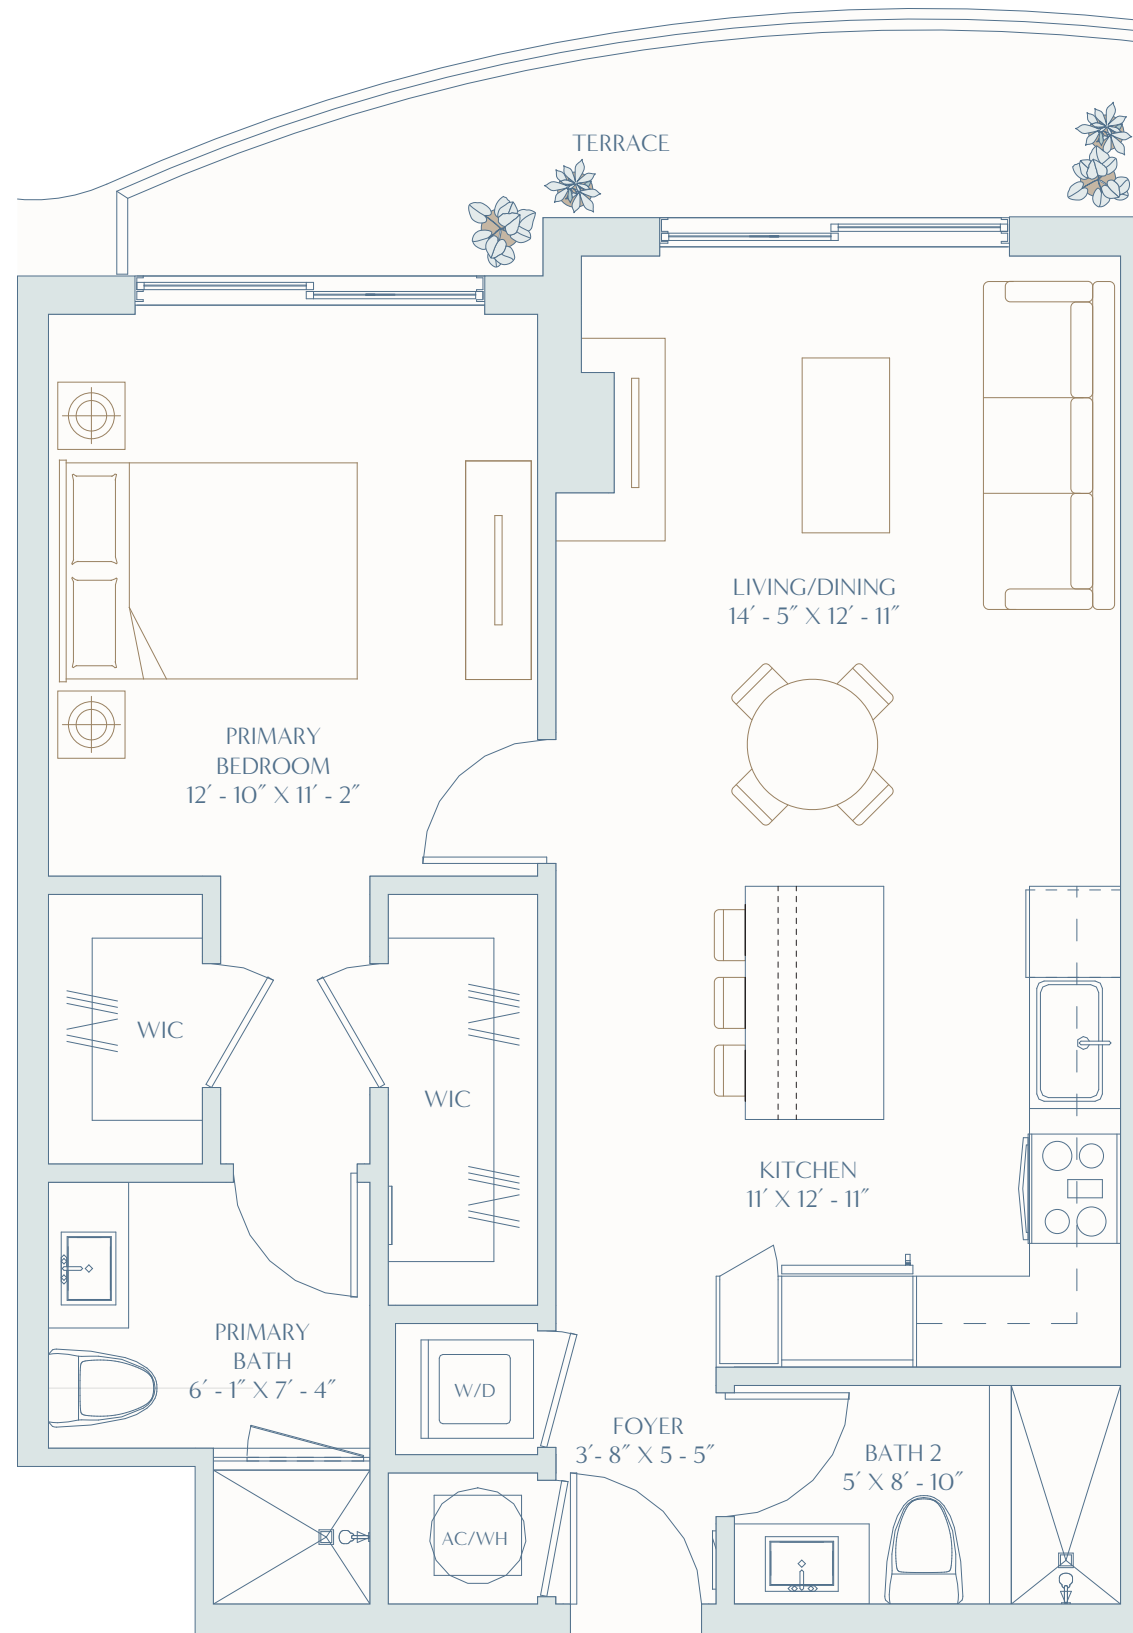 TERRACE
LIVING/DINING
14′ - 5″ X 12′ - 11″
PRIMARY
BEDROOM
12′ - 10″ X 11′ - 2″
WIC
WIC
KITCHEN
11′ X 12′ - 11″
PRIMARY
BATH
6′ - 1″ X 7′ - 4″
W/D
FOYER
3′- 8″ X 5 - 5″
BATH 2
5′ X 8′ - 10″
AC/WH